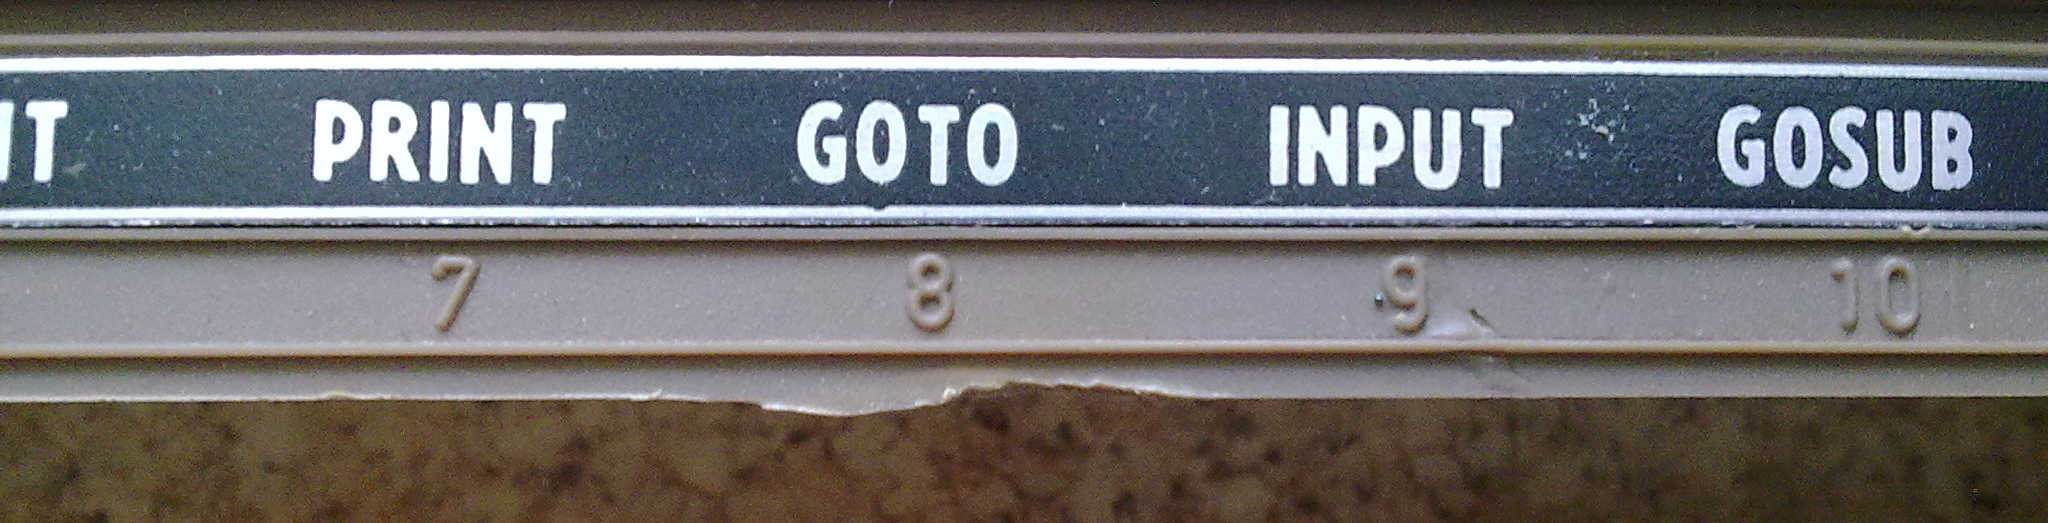 PRINT GOTO INPUT GOSUB
7 8 9 10